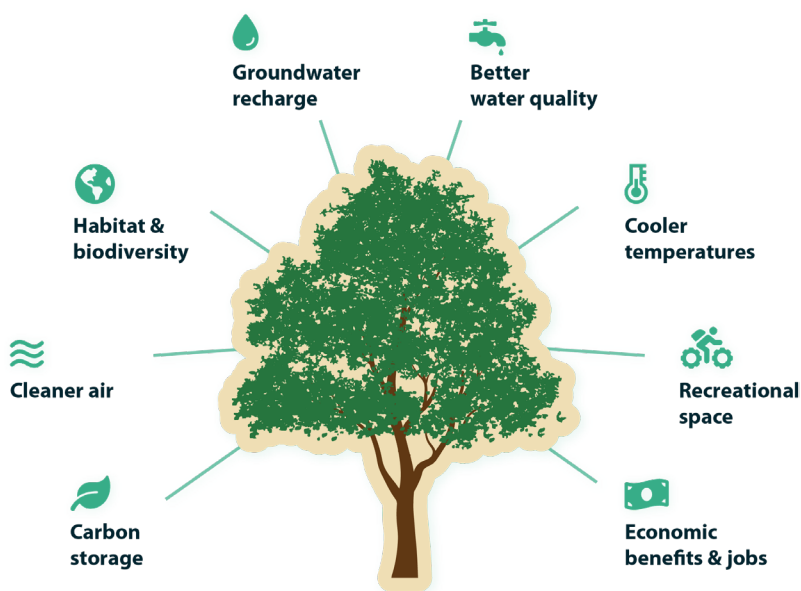 Groundwater
recharge
Better
water quality
Habitat &
biodiversity
Cooler
temperatures
Cleaner air
Recreational
space
Carbon
storage
Economic
benefits & jobs